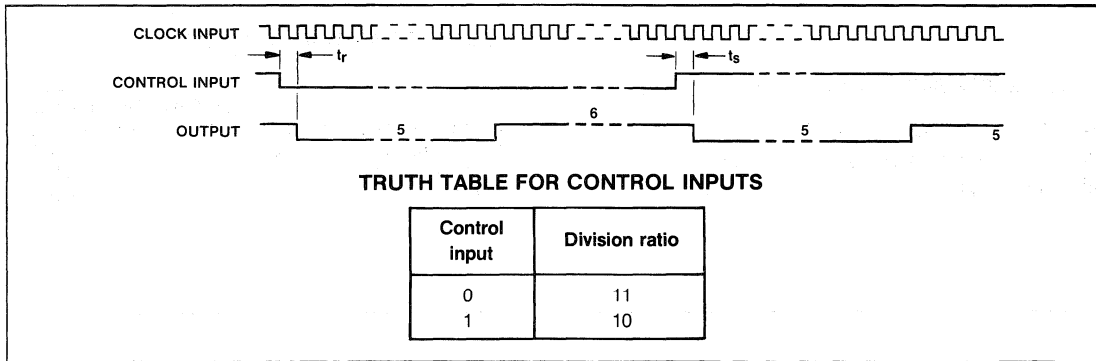 CLOCK INPUT
tr
ts
CONTROL INPUT
6
OUTPUT
5
5
5
TRUTH TABLE FOR CONTROL INPUTS
Control input
Division ratio
0 11
1 10